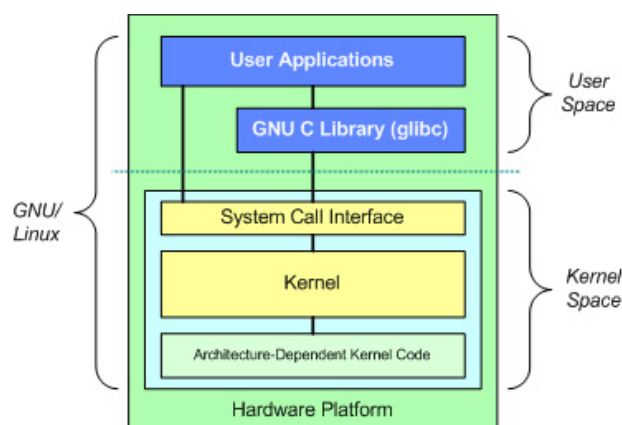 User Applications
GNU C Library (glibc)
User
Space
GNU/
Linux
System Call Interface
Kernel
Kernel
Space
Architecture-Dependent Kernel Code
Hardware Platform